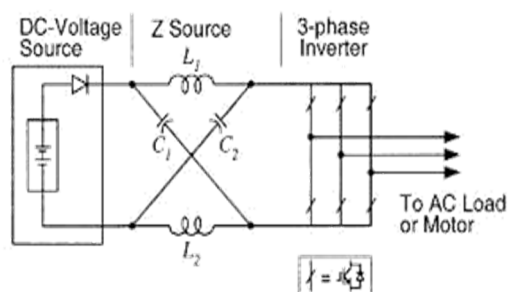 DC-Voltage
Source
Z Source
3-phase
Inverter
L1
C1
C2
L2
To AC Load
or Motor
=